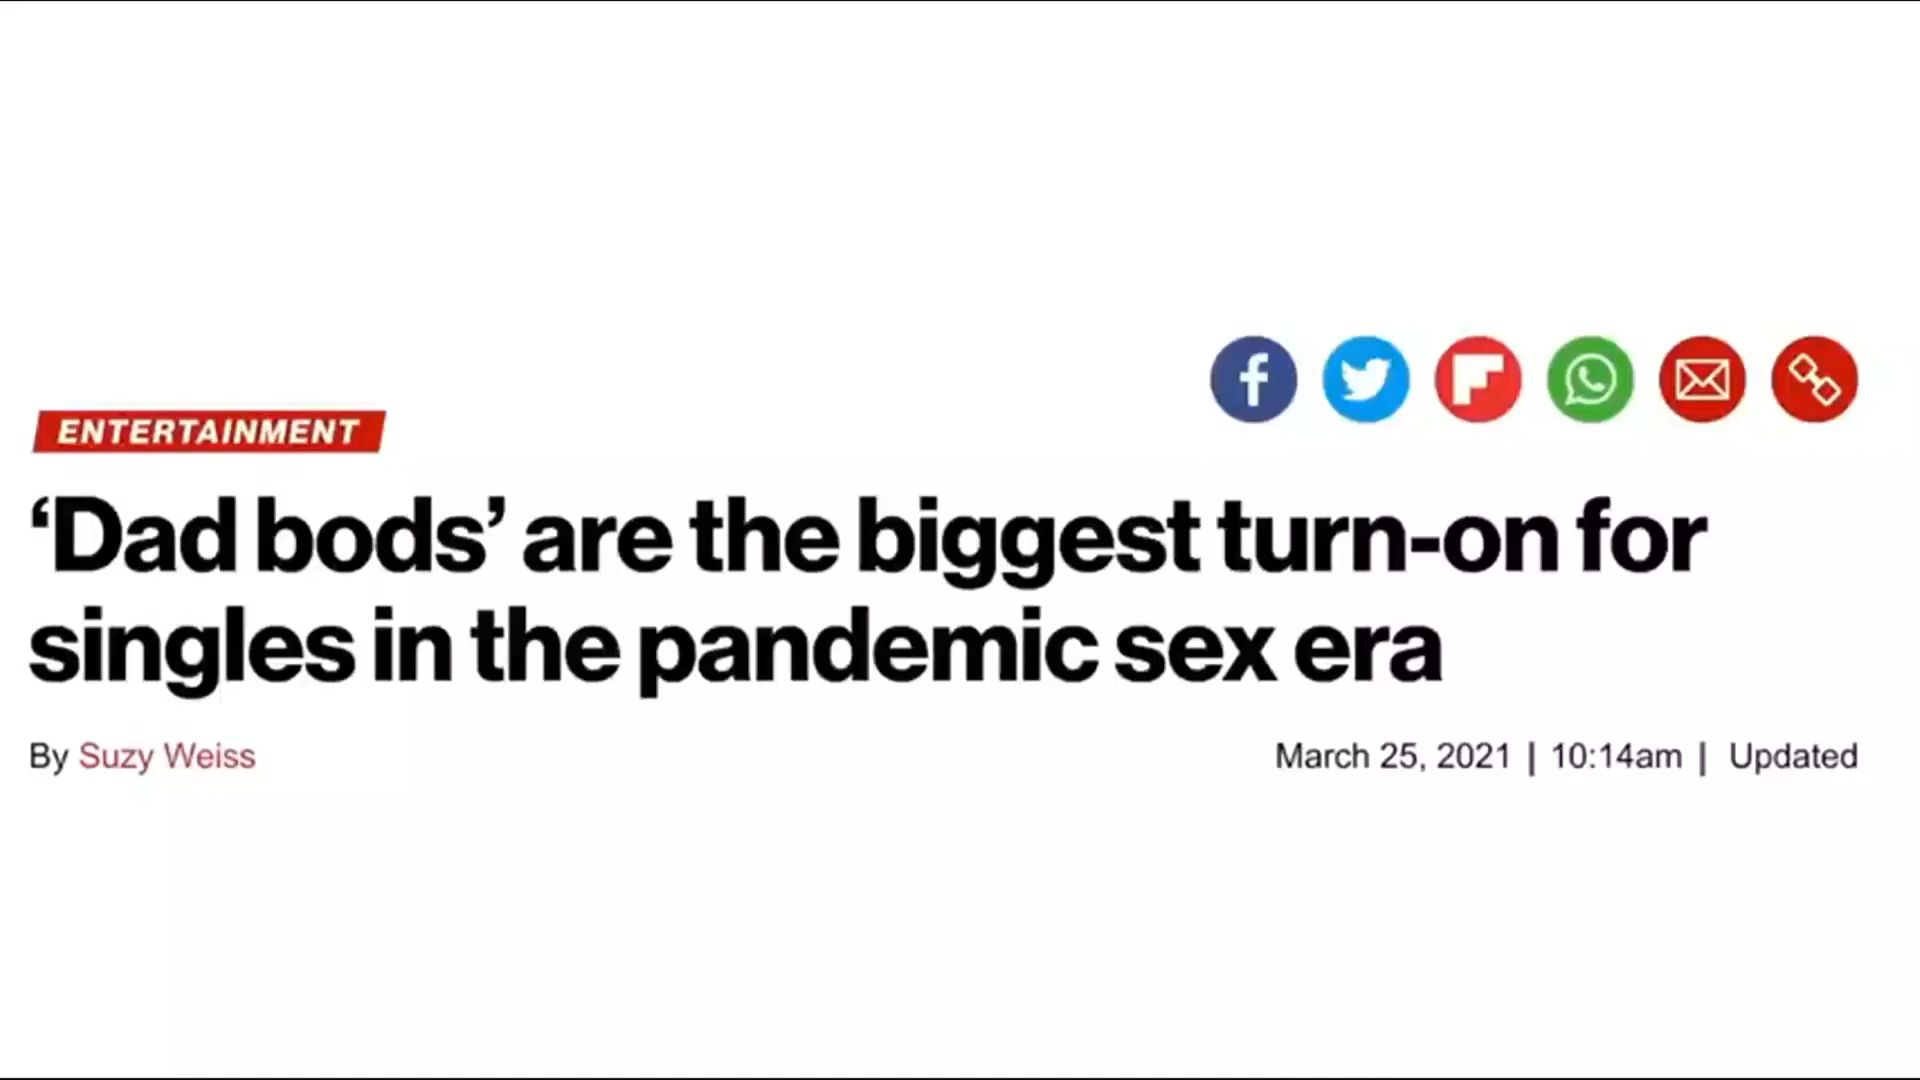 ENTERTAINMENT
‘Dad bods’ are the biggest turn-on for
singles in the pandemic sex era
By Suzy Weiss
March 25, 2021 | 10:14am | Updated